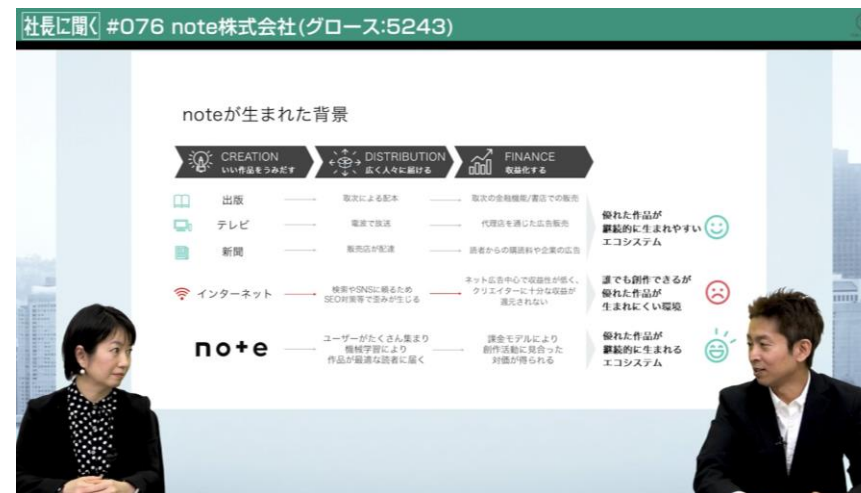 社長に聞く #076 note株式会社(グロース:5243)
noteが生まれた背景
CREATION
いい作品をうみだす
DISTRIBUTION
広く人々に届ける
FINANCE
収益化する
出版
取次による配本
取次の金融機能/書店での販売
テレビ
電波で放送
代理店を通じた広告販売
新聞
販売店が配達
読者からの購読料や企業の広告
優れた作品が
継続的に生まれやすい
エコシステム
インターネット
検索やSNSに頼るため
SEO対策等で歪みが生じる
ネット広告中心で収益性が低く、
クリエイターに十分な収益が
還元されない
誰でも創作できるが
優れた作品が
生まれにくい環境
note
ユーザーがたくさん集まり
機械学習により
作品が最適な読者に届く
課金モデルにより
創作活動に見合った
対価が得られる
優れた作品が
継続的に生まれる
エコシステム